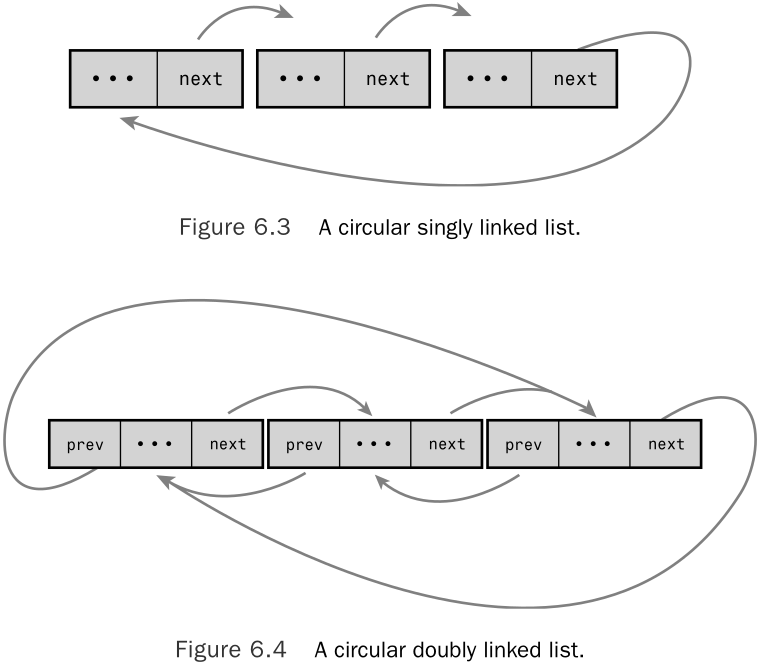 ••• next ••• next ••• next
Figure 6.3 A circular singly linked list.
prev ••• next prev ••• next prev ••• next
Figure 6.4 A circular doubly linked list.